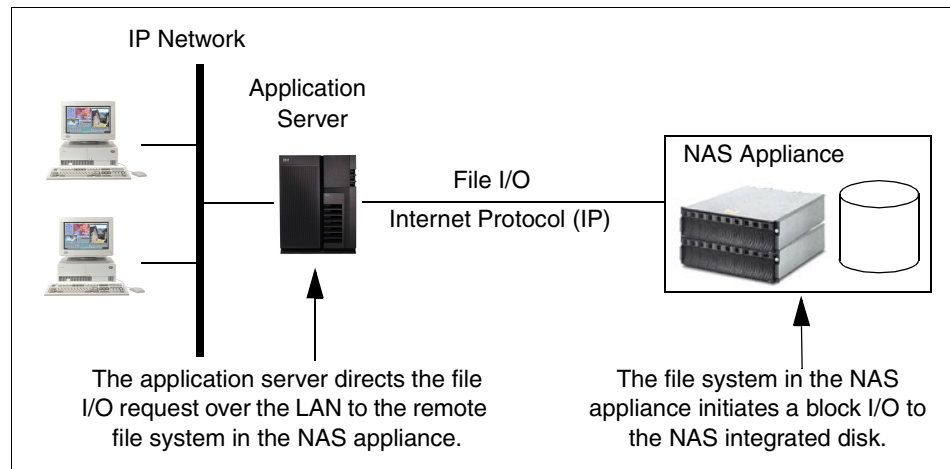 IP Network
Application
Server
File I/O
Internet Protocol (IP)
NAS Appliance
The application server directs the file
I/O request over the LAN to the remote
file system in the NAS appliance.
The file system in the NAS
appliance initiates a block I/O to
the NAS integrated disk.